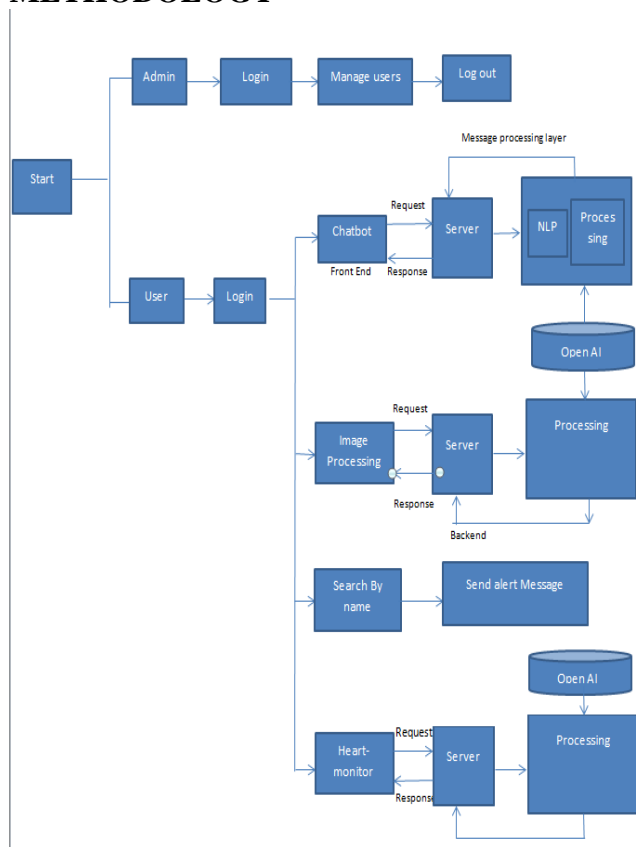 METHODOLOGY
Admin
Login
Manage users
Log out
Start
Message processing layer
Request
Chatbot
Server
NLP
Proces
sing
Front End
Response
User
Login
Open AI
Request
Image
Processing
Server
Processing
Response
Backend
Search By
name
Send alert Message
Open AI
Request
Heart-
monitor
Server
Processing
Response